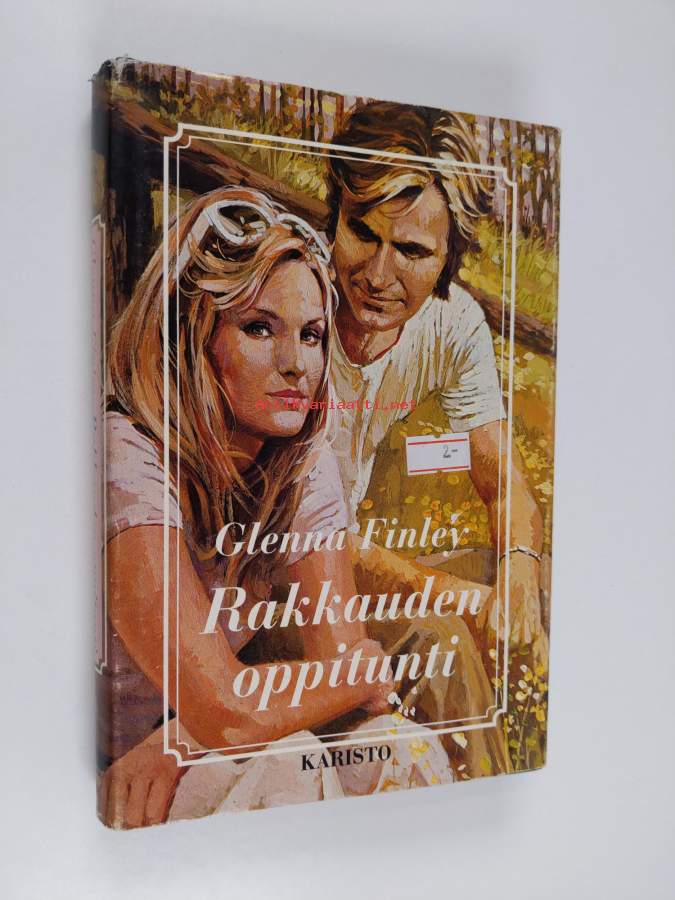 antikvariaatti.net
2-
Glenna Finley
Rakkauden
oppitunti
KARISTO